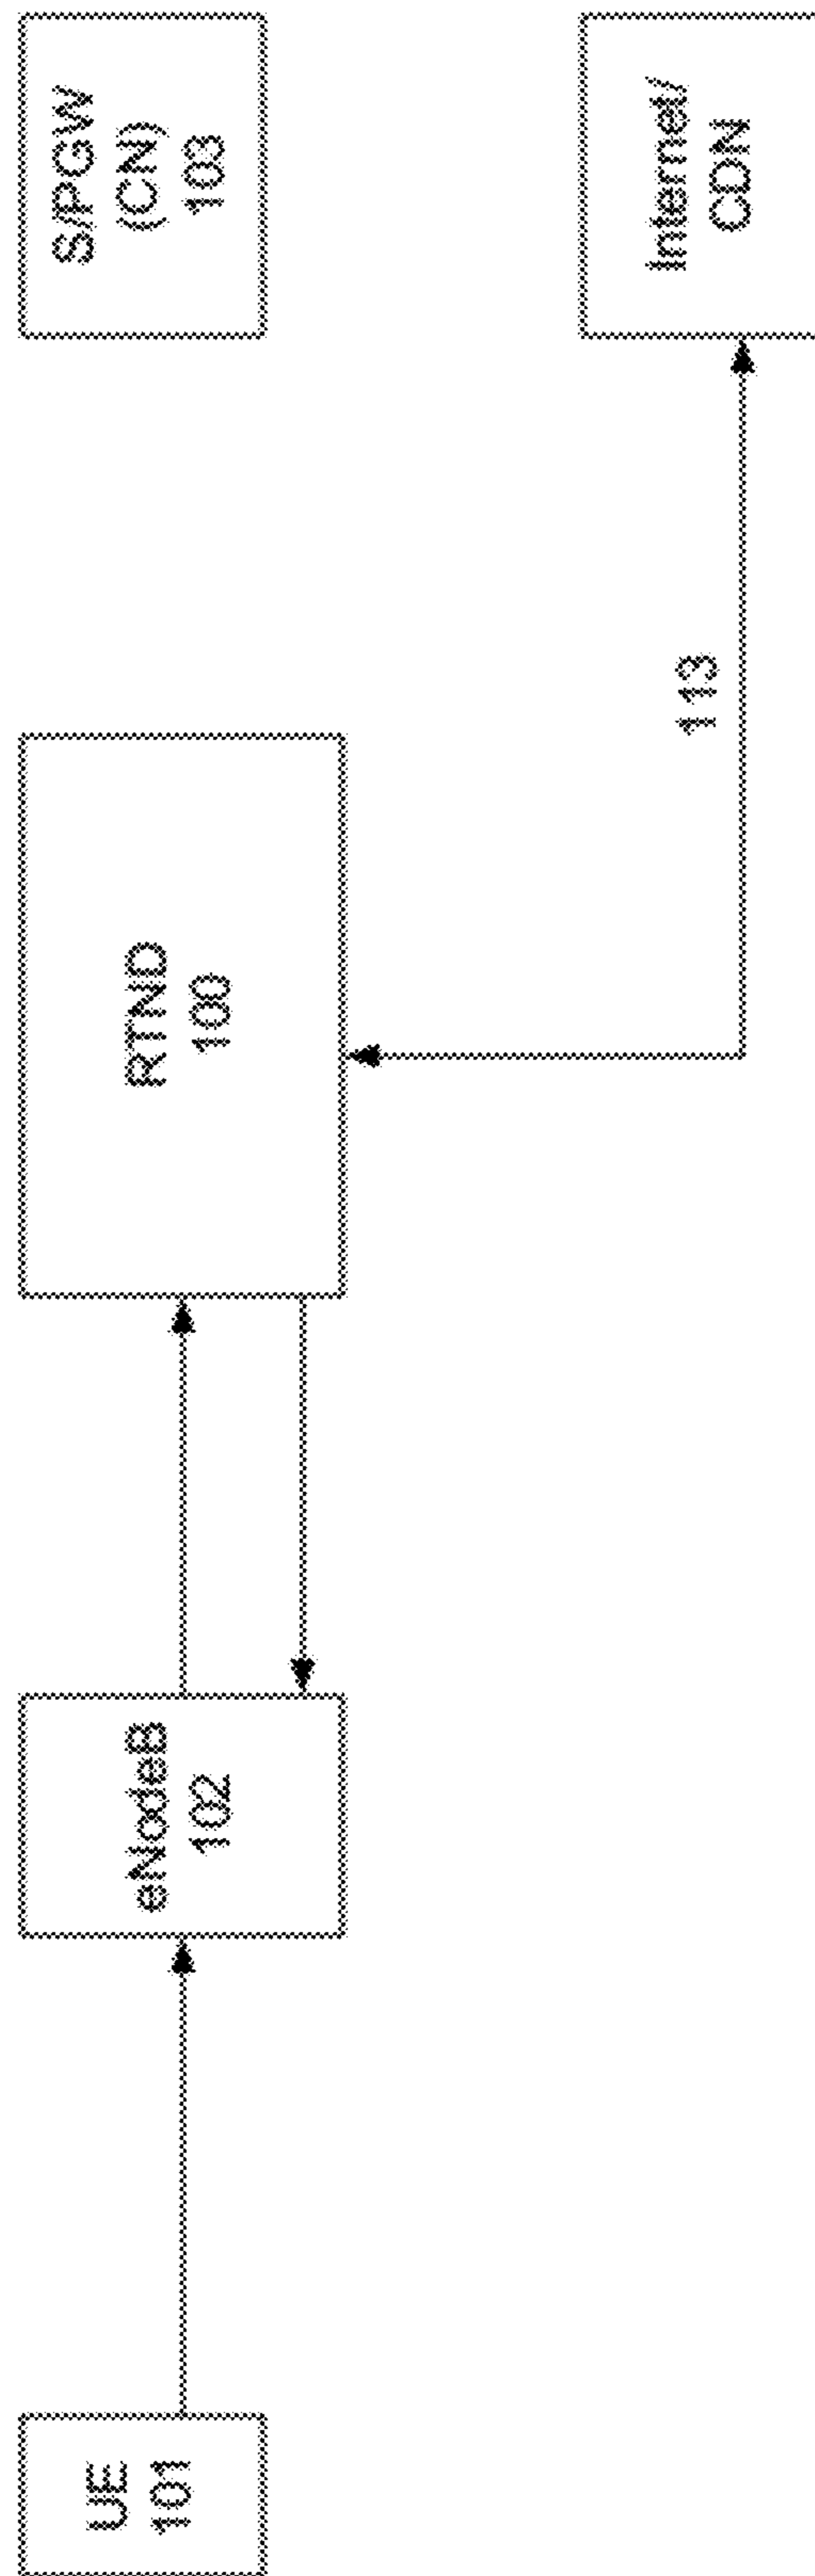 UE
101
eNodeB
102
RTND
100
S/PGW
(CN)
103
113
Internet/
CDN